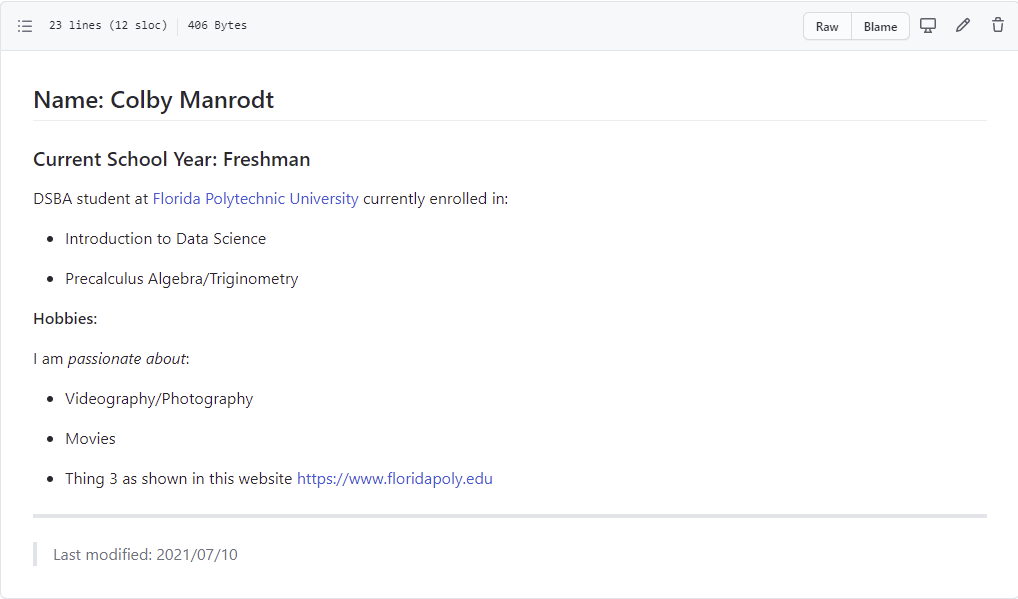 23 lines (12 sloc) 406 Bytes Raw Blame
Name: Colby Manrodt
Current School Year: Freshman
DSBA student at Florida Polytechnic University currently enrolled in:
• Introduction to Data Science
• Precalculus Algebra/Triginometry
Hobbies:
I am passionate about:
• Videography/Photography
• Movies
• Thing 3 as shown in this website https://www.floridapoly.edu
Last modified: 2021/07/10